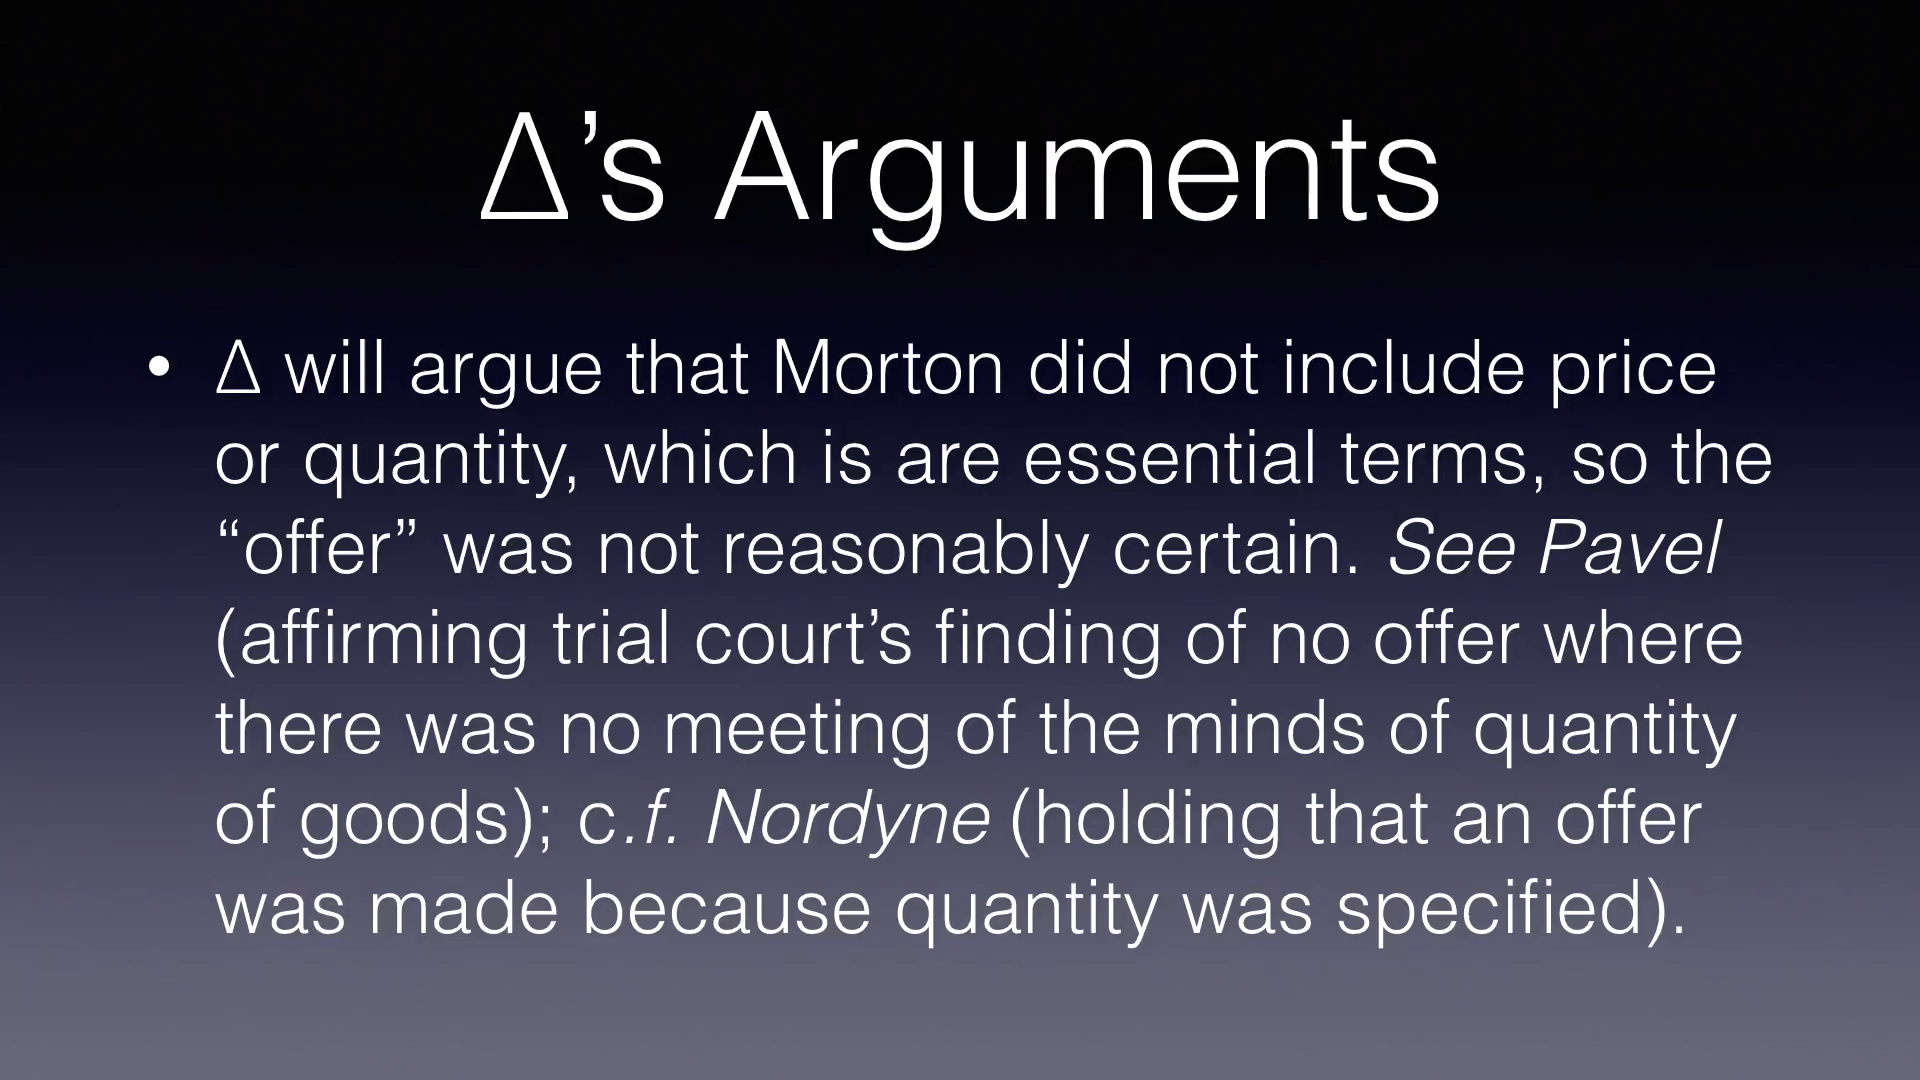 Δ’s Arguments
• Δ will argue that Morton did not include price
or quantity, which is are essential terms, so the
“offer” was not reasonably certain. See Pavel
(affirming trial court’s finding of no offer where
there was no meeting of the minds of quantity
of goods); c.f. Nordyne (holding that an offer
was made because quantity was specified).